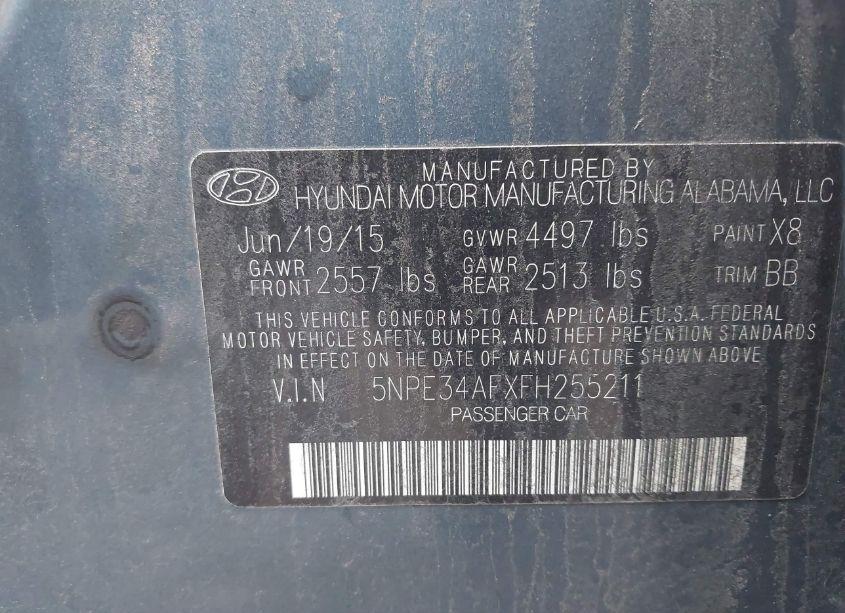 MANUFACTURED BY
HYUNDAI MOTOR MANUFACTURING ALABAMA, LLC
Jun/19/15 GVWR 4497 lbs PAINT X8
GAWR FRONT 2557 lbs GAWR REAR 2513 lbs TRIM BB
THIS VEHICLE CONFORMS TO ALL APPLICABLE U.S.A. FEDERAL
MOTOR VEHICLE SAFETY, BUMPER, AND THEFT PREVENTION STANDARDS
IN EFFECT ON THE DATE OF MANUFACTURE SHOWN ABOVE
V.I.N 5NPE34AFXFH255211
PASSENGER CAR